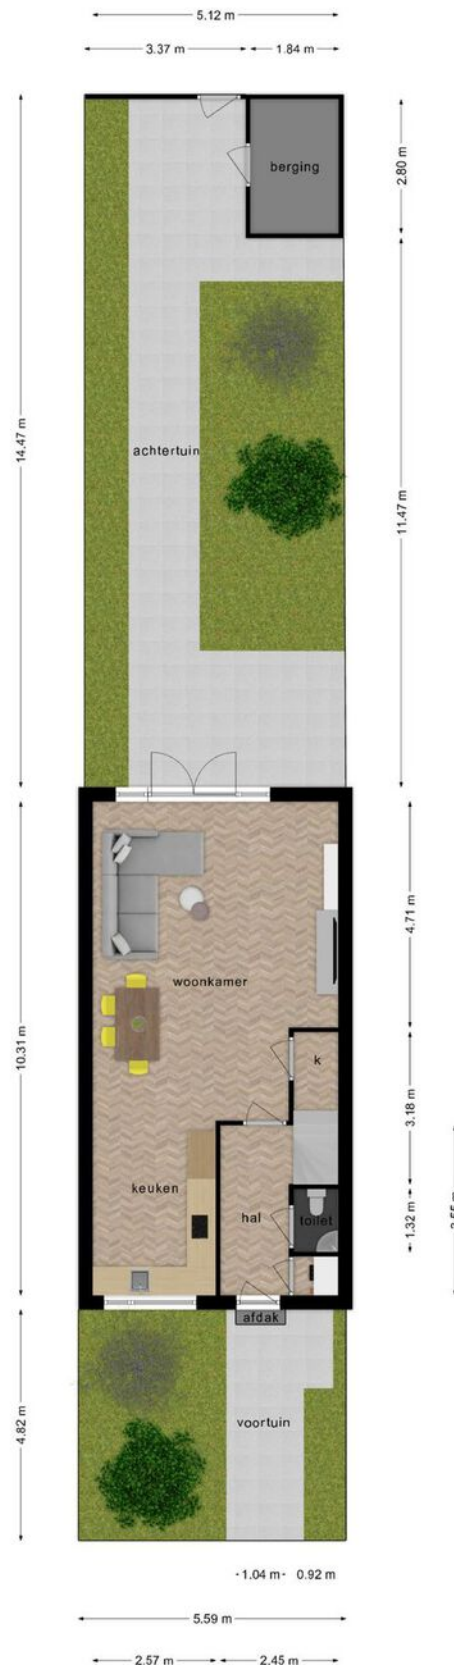 5.12 m
3.37 m
1.84 m
berging
2.80 m
14.47 m
achtertuin
11.47 m
4.71 m
woonkamer
10.31 m
k
3.18 m
keuken
hal
toilet
1.32 m
afdak
4.82 m
voortuin
1.04 m
0.92 m
5.59 m
2.57 m
2.45 m